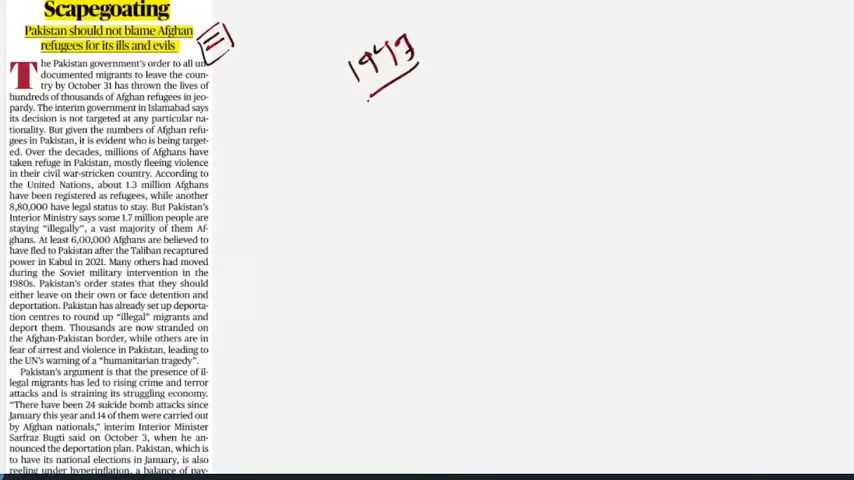 Scapegoating
Pakistan should not blame Afghan
refugees for its ills and evils
The Pakistan government's order to all un-
documented migrants to leave the coun-
try by October 31 has thrown the lives of
hundreds of thousands of Afghan refugees in jeo-
pardy. The interim government in Islamabad says
its decision is not targeted at any particular na-
tionality. But given the numbers of Afghan refu-
gees in Pakistan, it is evident who is being target-
ed. Over the decades, millions of Afghans have
taken refuge in Pakistan, mostly fleeing violence
in their civil war-stricken country. According to
the United Nations, about 1.3 million Afghans
have been registered as refugees, while another
8,80,000 have legal status to stay. But Pakistan's
Interior Ministry says some 1.7 million people are
staying "illegally", a vast majority of them Af-
ghans. At least 6,00,000 Afghans are believed to
have fled to Pakistan after the Taliban recaptured
power in Kabul in 2021. Many others had moved
during the Soviet military intervention in the
1980s. Pakistan's order states that they should
either leave on their own or face detention and
deportation. Pakistan has already set up deporta-
tion centres to round up "illegal" migrants and
deport them. Thousands are now stranded on
the Afghan-Pakistan border, while others are in
fear of arrest and violence in Pakistan, leading to
the UN's warning of a "humanitarian tragedy".
Pakistan's argument is that the presence of il-
legal migrants has led to rising crime and terror
attacks and is straining its struggling economy.
"There have been 24 suicide bomb attacks since
January this year and 14 of them were carried out
by Afghan nationals," interim Interior Minister
Sarfraz Bugti said on October 3, when he an-
nounced the deportation plan. Pakistan, which is
to have its national elections in January, is also
reeling under hyperinflation, a balance of pay-